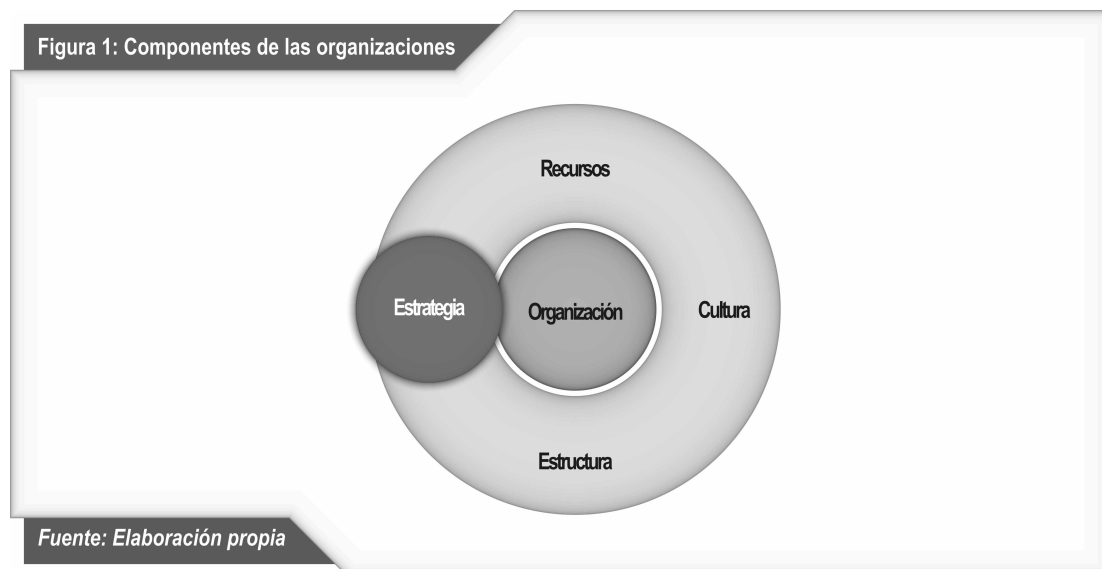 Figura 1: Componentes de las organizaciones
Recursos
Estrategia
Organización
Cultura
Estructura
Fuente: Elaboración propia